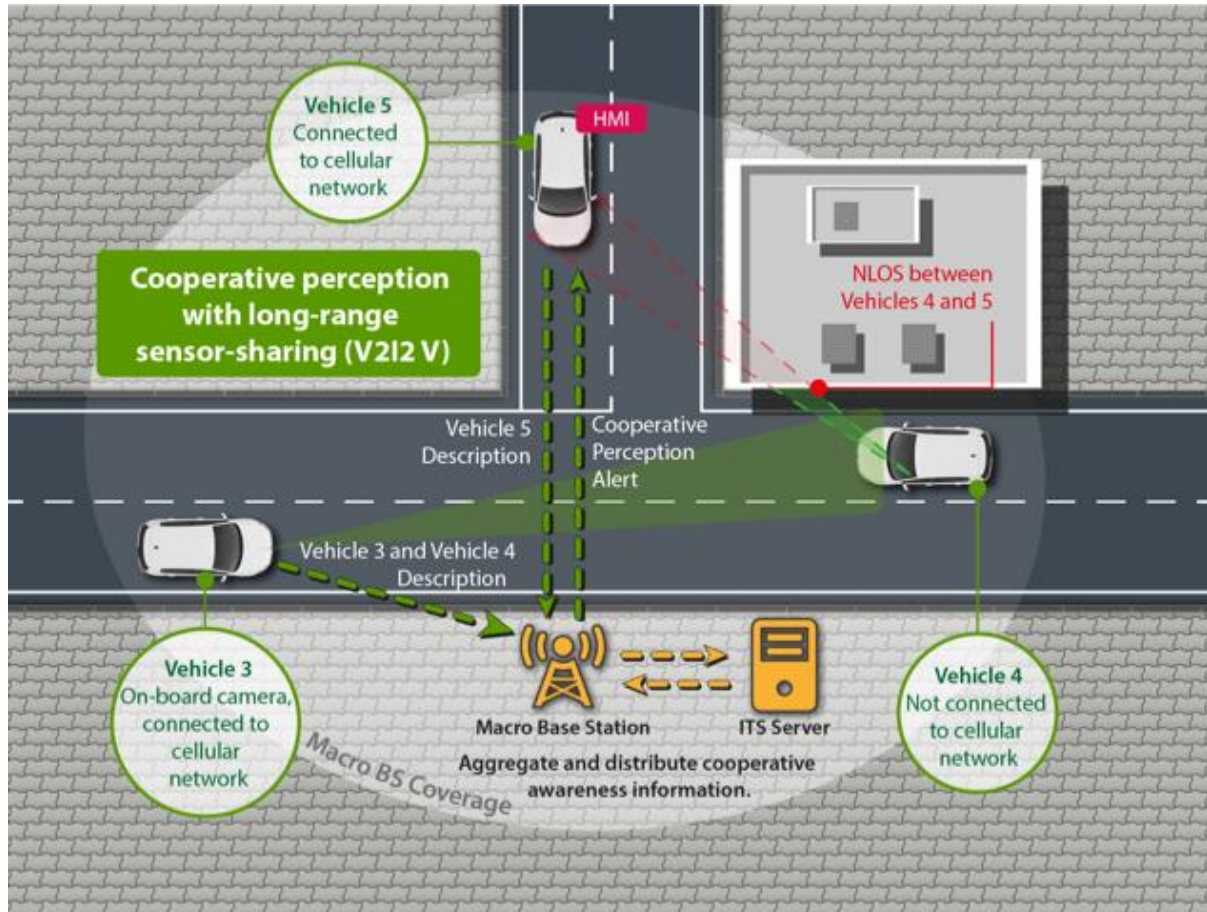 Vehicle 5
Connected
to cellular
network
HMI
Cooperative perception
with long-range
sensor-sharing (V2I2 V)
NLOS between
Vehicles 4 and 5
Vehicle 5
Description
Cooperative
Perception
Alert
Vehicle 3 and Vehicle 4
Description
Vehicle 3
On-board camera,
connected to
cellular
network
Vehicle 4
Not connected
to cellular
network
Macro Base Station
ITS Server
Aggregate and distribute cooperative
awareness information.
Macro BS Coverage